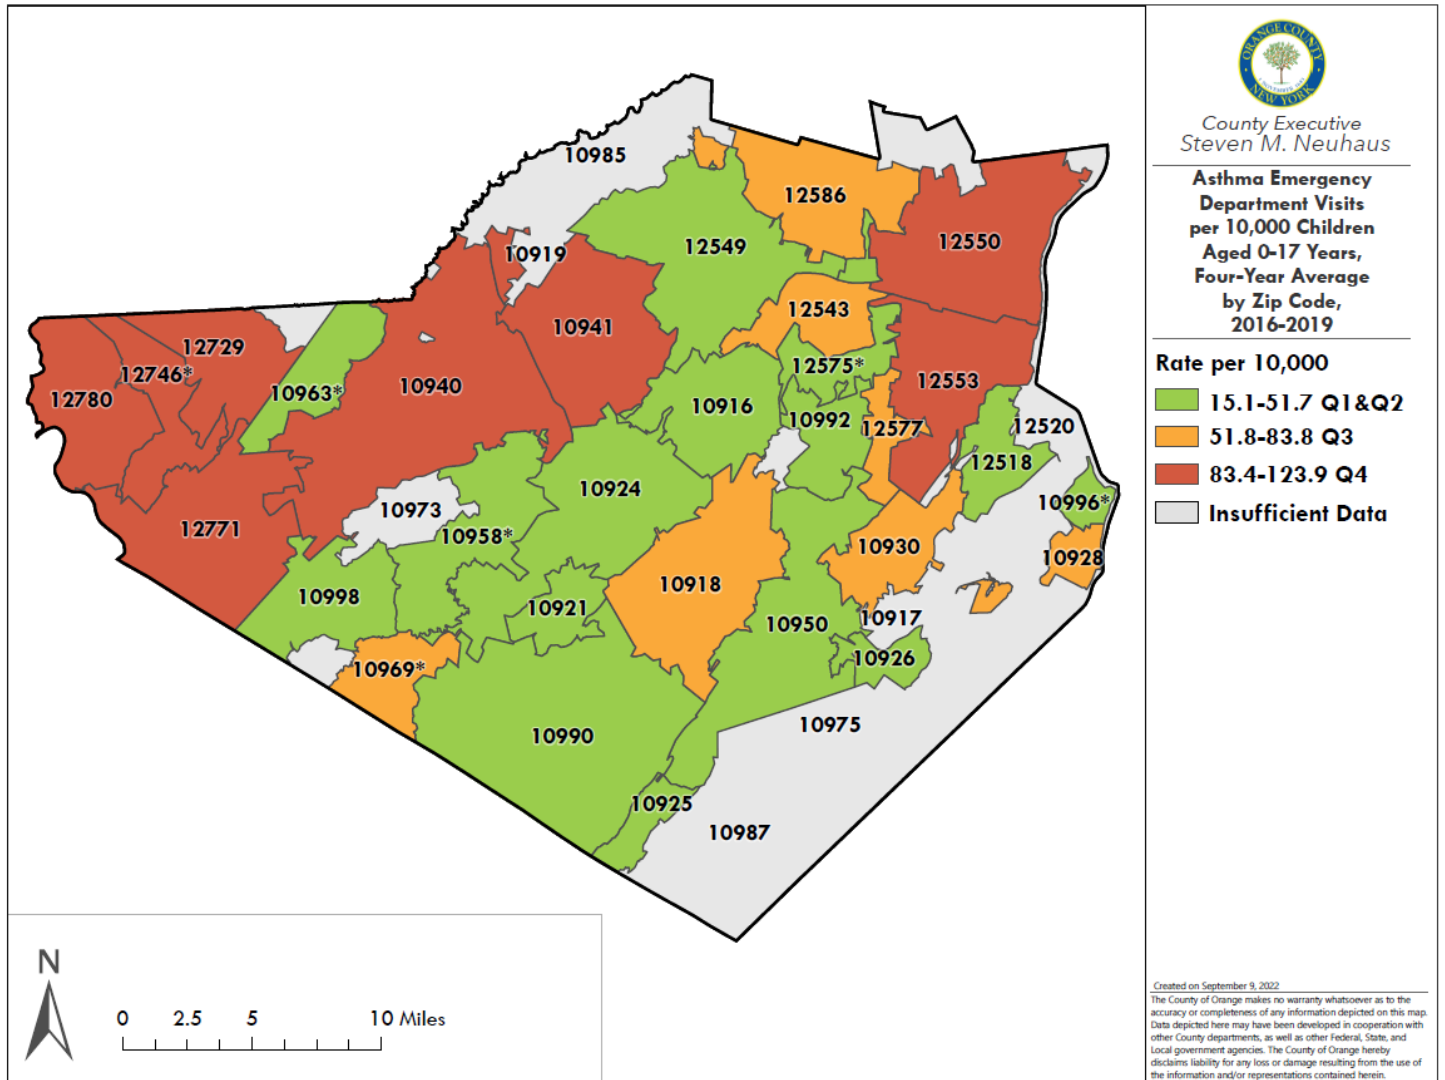 10985
12586
12550
12549
10919
12543
10941
12729
12746*
12575*
12553
10940
10963*
12780
10916
10992
12577
12520
12518
10924
10973
10996*
12771
10958*
10930
10928
10918
10998
10921
10917
10950
10926
10969*
10975
10990
10925
10987
N
0 2.5 5 10 Miles
ORANGE COUNTY
NEW YORK
County Executive
Steven M. Neuhaus
Asthma Emergency
Department Visits
per 10,000 Children
Aged 0-17 Years,
Four-Year Average
by Zip Code,
2016-2019
Rate per 10,000
15.1-51.7 Q1&Q2
51.8-83.8 Q3
83.4-123.9 Q4
Insufficient Data
Created on September 9, 2022
The County of Orange makes no warranty whatsoever as to the
accuracy or completeness of any information depicted on this map.
Data depicted here may have been developed in cooperation with
other County departments, as well as other Federal, State, and
Local government agencies. The County of Orange hereby
disclaims liability for any loss or damage resulting from the use of
the information and/or representations contained herein.